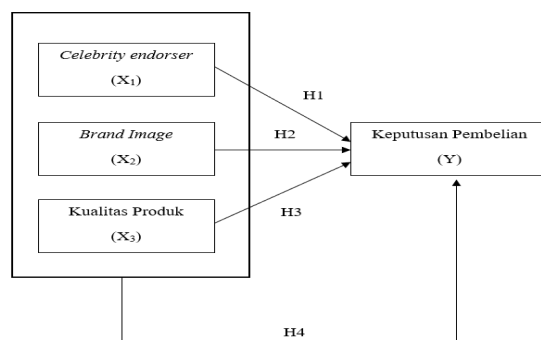 Celebrity endorser
(X₁)
H1
Brand Image
(X₂)
H2
Keputusan Pembelian
(Y)
Kualitas Produk
(X₃)
H3
H4